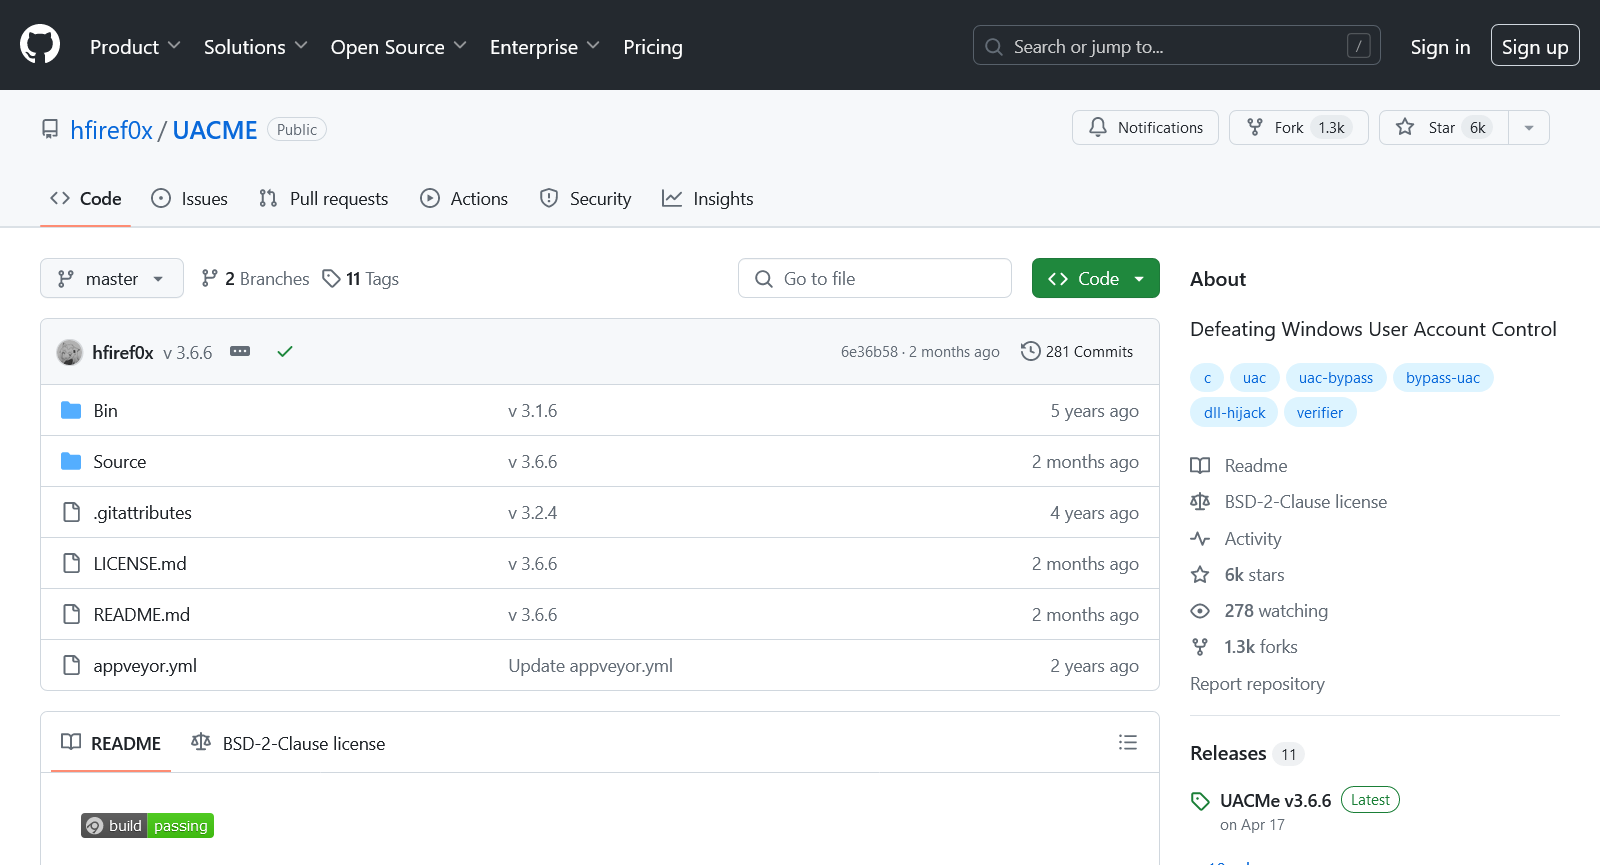 Product Solutions Open Source Enterprise Pricing Search or jump to... / Sign in Sign up
hfiref0x / UACME Public Notifications Fork 1.3k Star 6k
Code Issues Pull requests Actions Security Insights
master 2 Branches 11 Tags Go to file Code
hfiref0x v 3.6.6 6e36b58 · 2 months ago 281 Commits
Bin v 3.1.6 5 years ago
Source v 3.6.6 2 months ago
.gitattributes v 3.2.4 4 years ago
LICENSE.md v 3.6.6 2 months ago
README.md v 3.6.6 2 months ago
appveyor.yml Update appveyor.yml 2 years ago
README BSD-2-Clause license
build passing
About
Defeating Windows User Account Control
c uac uac-bypass bypass-uac
dll-hijack verifier
Readme
BSD-2-Clause license
Activity
6k stars
278 watching
1.3k forks
Report repository
Releases 11
UACMe v3.6.6 Latest
on Apr 17